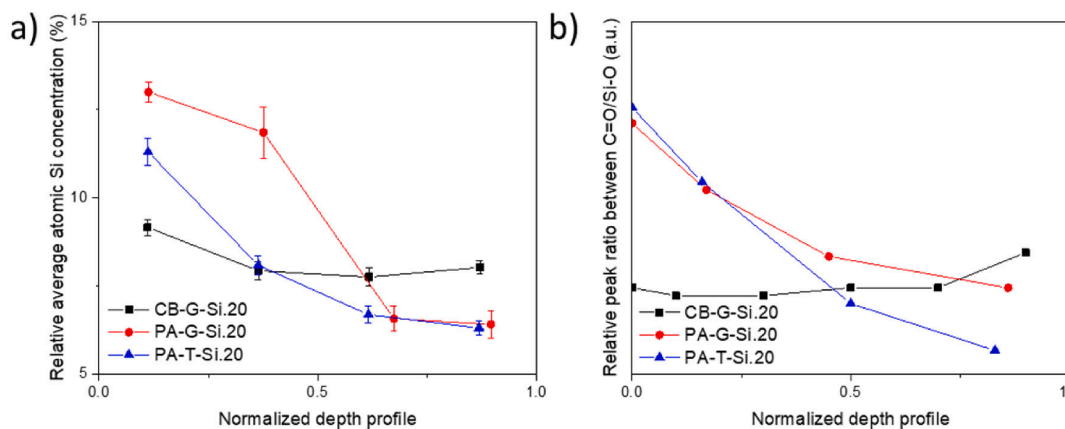 a)
Relative average atomic Si concentration (%)
15
10
5
CB-G-Si.20
PA-G-Si.20
PA-T-Si.20
0.0
0.5
1.0
Normalized depth profile
b)
Relative peak ratio between C=O/Si-O (a.u.)
CB-G-Si.20
PA-G-Si.20
PA-T-Si.20
0.0
0.5
Normalized depth profile